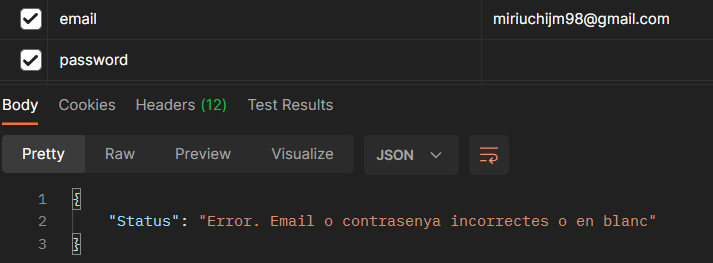 email miriuchijm98@gmail.com
password
Body Cookies Headers (12) Test Results
Pretty Raw Preview Visualize JSON
1 {
2 "Status": "Error. Email o contrasenya incorrectes o en blanc"
3 }